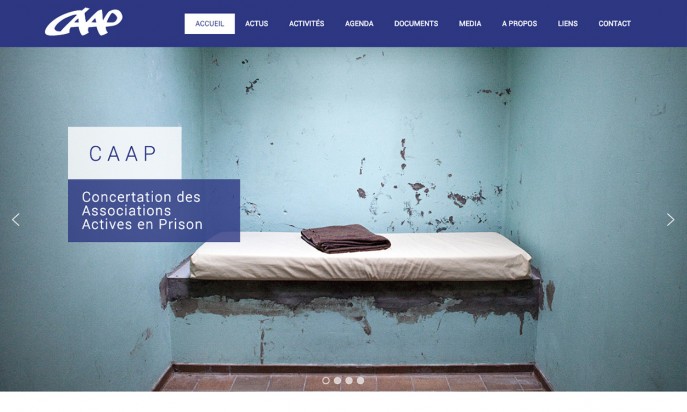 CAAP
ACCUEIL ACTUS ACTIVITÉS AGENDA DOCUMENTS MEDIA A PROPOS LIENS CONTACT
CAAP
Concertation des
Associations
Actives en Prison